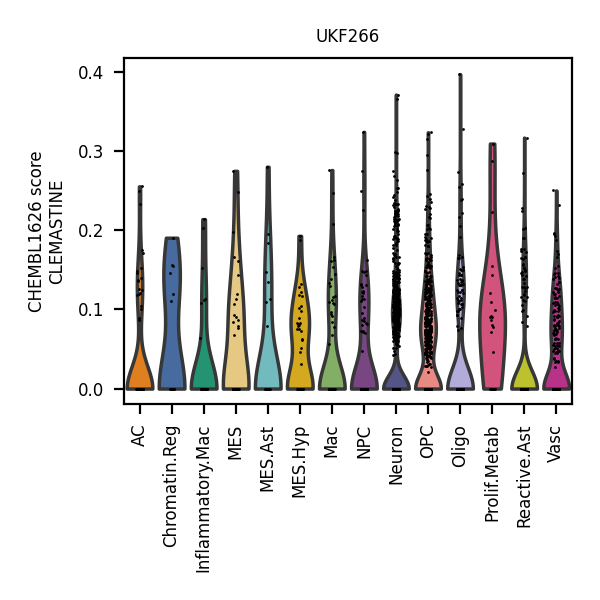 UKF266
CHEMBL1626 score
CLEMASTINE
0.4
0.3
0.2
0.1
0.0
AC
Chromatin.Reg
Inflammatory.Mac
MES
MES.Ast
MES.Hyp
Mac
NPC
Neuron
OPC
Oligo
Prolif.Metab
Reactive.Ast
Vasc